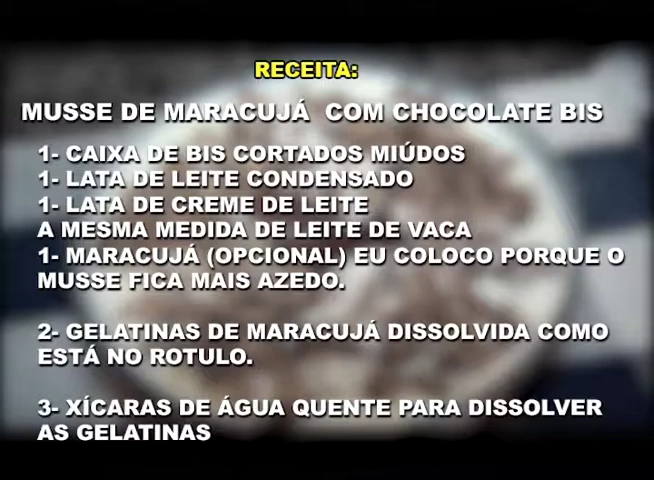 RECEITA:
MUSSE DE MARACUJÁ COM CHOCOLATE BIS
1- CAIXA DE BIS CORTADOS MIÚDOS
1- LATA DE LEITE CONDENSADO
1- LATA DE CREME DE LEITE
A MESMA MEDIDA DE LEITE DE VACA
1- MARACUJÁ (OPCIONAL) EU COLOCO PORQUE O
MUSSE FICA MAIS AZEDO.
2- GELATINAS DE MARACUJÁ DISSOLVIDA COMO
ESTÁ NO ROTULO.
3- XÍCARAS DE ÁGUA QUENTE PARA DISSOLVER
AS GELATINAS